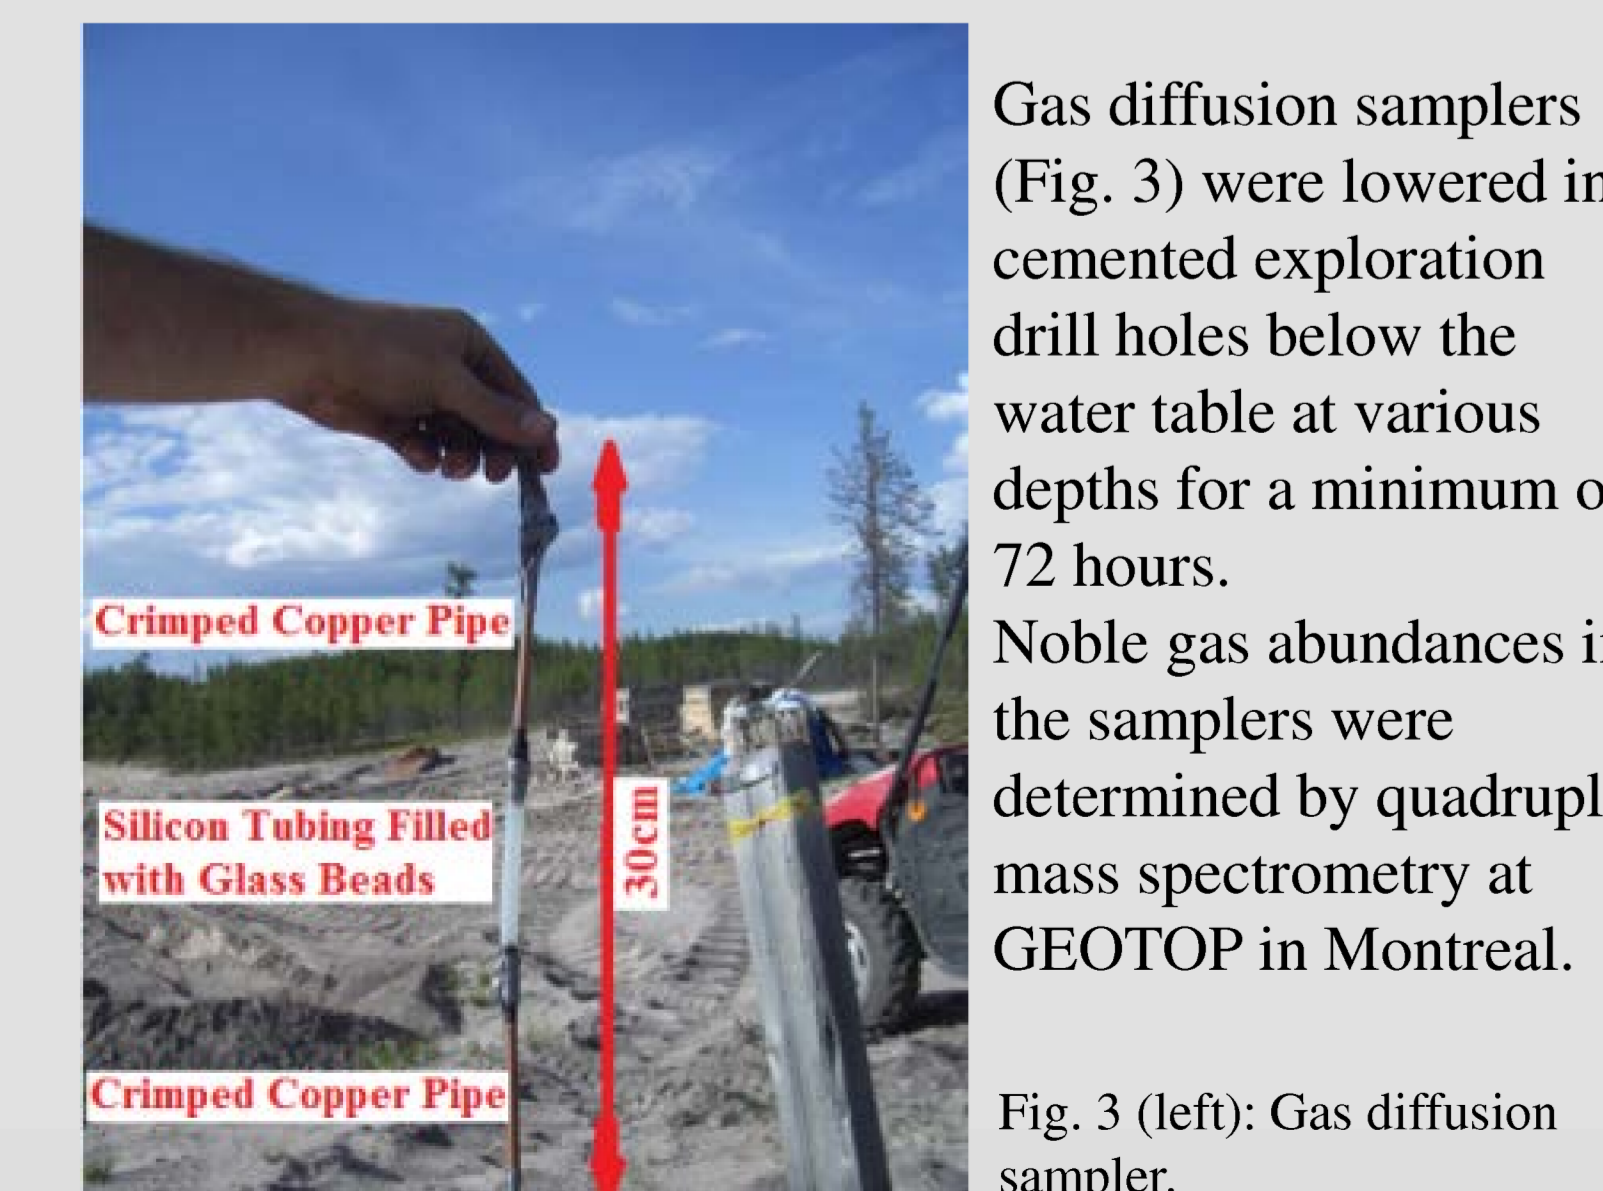 Gas diffusion samplers
(Fig. 3) were lowered in
cemented exploration
drill holes below the
water table at various
depths for a minimum
72 hours.
Noble gas abundances
the samplers were
determined by
mass spectrometry at
GEOTOP in Montreal.
Crimped Copper Pipe
Silicon Tubing Filled
with Glass Beads
30cm
Crimped Copper Pipe
Fig. 3 (left): Gas diffusion
sampler.